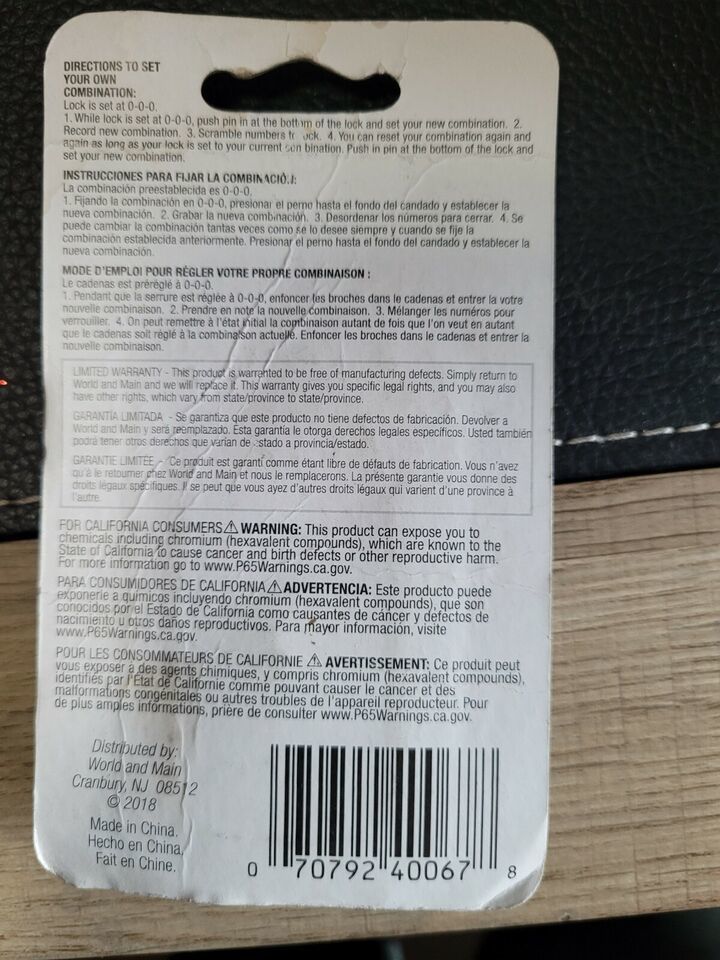 DIRECTIONS TO SET
YOUR OWN
COMBINATION:
Lock is set at 0-0-0.
1. While lock is set at 0-0-0, push pin in at the bottom of the lock and set your new combination. 2.
Record new combination. 3. Scramble numbers to lock. 4. You can reset your combination again and
again as long as your lock is set to your current combination. Push in pin at the bottom of the lock and
set your new combination.
INSTRUCCIONES PARA FIJAR LA COMBINACIÓN:
La combinación preestablecida es 0-0-0.
1. Fijando la combinación en 0-0-0, presionar el perno hasta el fondo del candado y establecer la
nueva combinación. 2. Grabar la nueva combinación. 3. Desordenar los números para cerrar. 4. Se
puede cambiar la combinación tantas veces como se lo desee siempre y cuando se fije la
combinación establecida anteriormente. Presionar el perno hasta el fondo del candado y establecer la
nueva combinación.
MODE D'EMPLOI POUR RÉGLER VOTRE PROPRE COMBINAISON :
Le cadenas est préréglé à 0-0-0.
1. Pendant que la serrure est réglée à 0-0-0, enfoncer les broches dans le cadenas et entrer la votre
nouvelle combinaison. 2. Prendre en note la nouvelle combinaison. 3. Mélanger les numéros pour
verrouiller. 4. On peut remettre à l'état initial la combinaison autant de fois que l'on veut en autant
que le cadenas soit réglé à la combinaison actuelle. Enfoncer les broches dans le cadenas et entrer la
nouvelle combinaison.
LIMITED WARRANTY - This product is warranted to be free of manufacturing defects. Simply return to
World and Main and we will replace it. This warranty gives you specific legal rights, and you may also
have other rights, which vary from state/province to state/province.
GARANTÍA LIMITADA - Se garantiza que este producto no tiene defectos de fabricación. Devolver a
World and Main y será reemplazado. Esta garantía le otorga derechos legales específicos. Usted también
podrá tener otros derechos que varían de estado a provincia/estado.
GARANTIE LIMITÉE - Ce produit est garanti comme étant libre de défauts de fabrication. Vous n'avez
qu'à le retourner chez World and Main et nous le remplacerons. La présente garantie vous donne des
droits légaux spécifiques. Il se peut que vous ayez d'autres droits légaux qui varient d'une province à
l'autre.
FOR CALIFORNIA CONSUMERS ⚠ WARNING: This product can expose you to
chemicals including chromium (hexavalent compounds), which are known to the
State of California to cause cancer and birth defects or other reproductive harm.
For more information go to www.P65Warnings.ca.gov.
PARA CONSUMIDORES DE CALIFORNIA ⚠ ADVERTENCIA: Este producto puede
exponerle a químicos incluyendo chromium (hexavalent compounds), que son
conocidos por el Estado de California como causantes de cáncer y defectos de
nacimiento u otros daños reproductivos. Para mayor información, visite
www.P65Warnings.ca.gov.
POUR LES CONSOMMATEURS DE CALIFORNIE ⚠ AVERTISSEMENT: Ce produit peut
vous exposer à des agents chimiques, y compris chromium (hexavalent compounds),
identifiés par l'État de Californie comme pouvant causer le cancer et des
malformations congénitales ou autres troubles de l'appareil reproducteur. Pour
de plus amples informations, prière de consulter www.P65Warnings.ca.gov.
Distributed by:
World and Main
Cranbury, NJ 08512
© 2018
Made in China.
Hecho en China.
Fait en Chine.
0 70792 40067 8